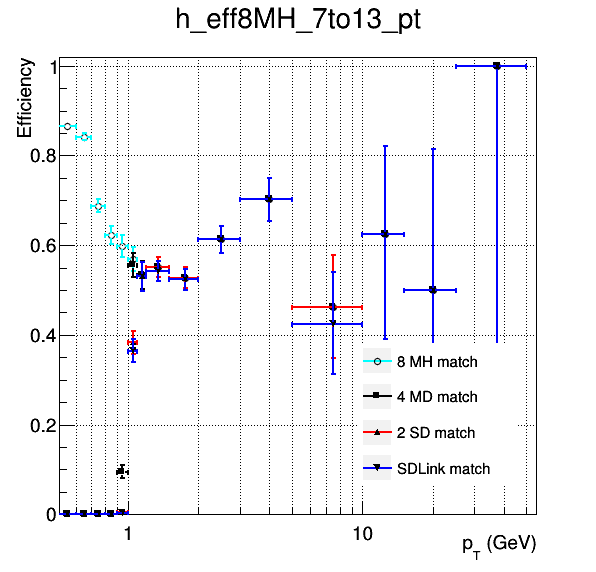 h_eff8MH_7to13_pt
Efficiency
1
0.8
0.6
0.4
0.2
0
8 MH match
4 MD match
2 SD match
SDLink match
1
10
p_T (GeV)